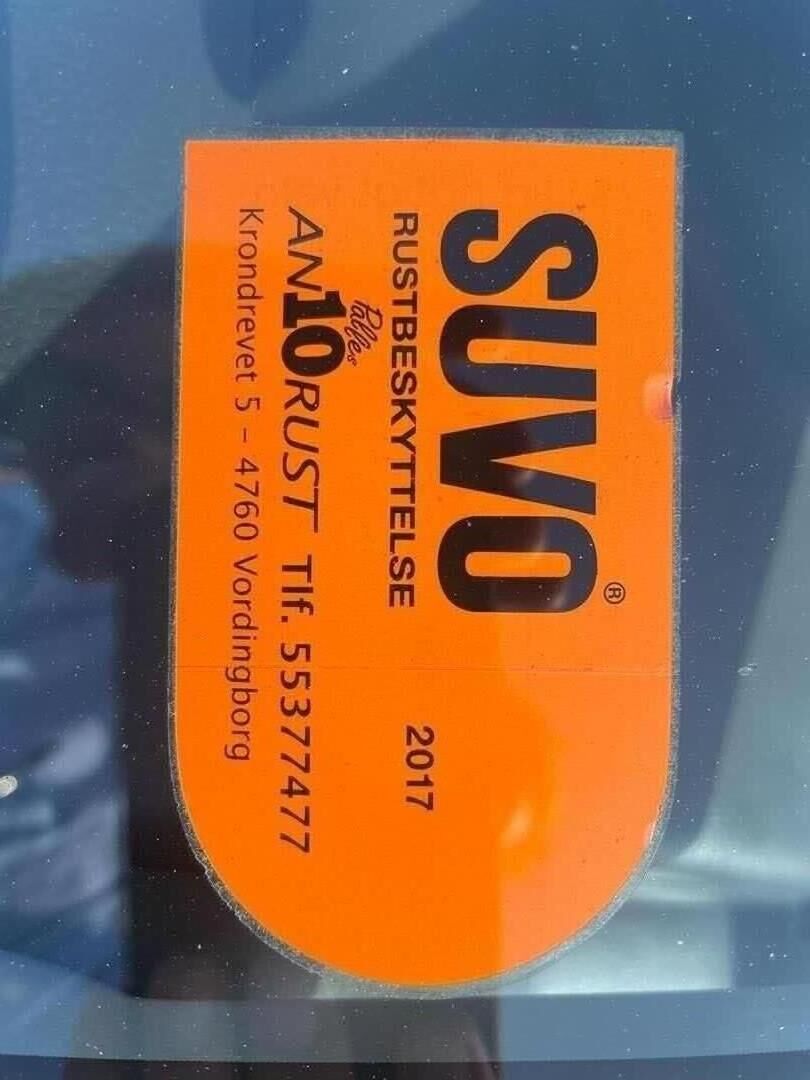 SUVO®
RUSTBESKYTTELSE 2017
Palles
AN10RUST Tlf. 55377477
Krondrevet 5 - 4760 Vordingborg